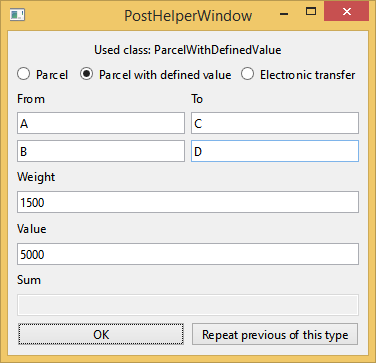 PostHelperWindow
Used class: ParcelWithDefinedValue
Parcel Parcel with defined value Electronic transfer
From To
A C
B D
Weight
1500
Value
5000
Sum
OK Repeat previous of this type